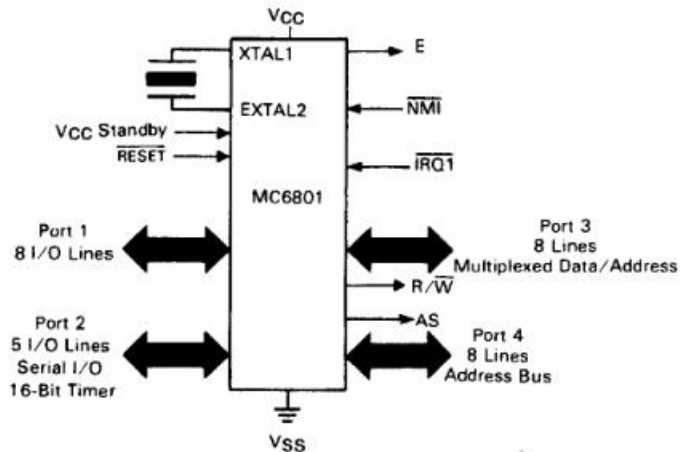 VCC
XTAL1
E
EXTAL2
NMI
VCC Standby
RESET
IRQ1
MC6801
Port 1
8 I/O Lines
Port 3
8 Lines
Multiplexed Data/Address
R/W
AS
Port 2
5 I/O Lines
Serial I/O
16-Bit Timer
Port 4
8 Lines
Address Bus
VSS